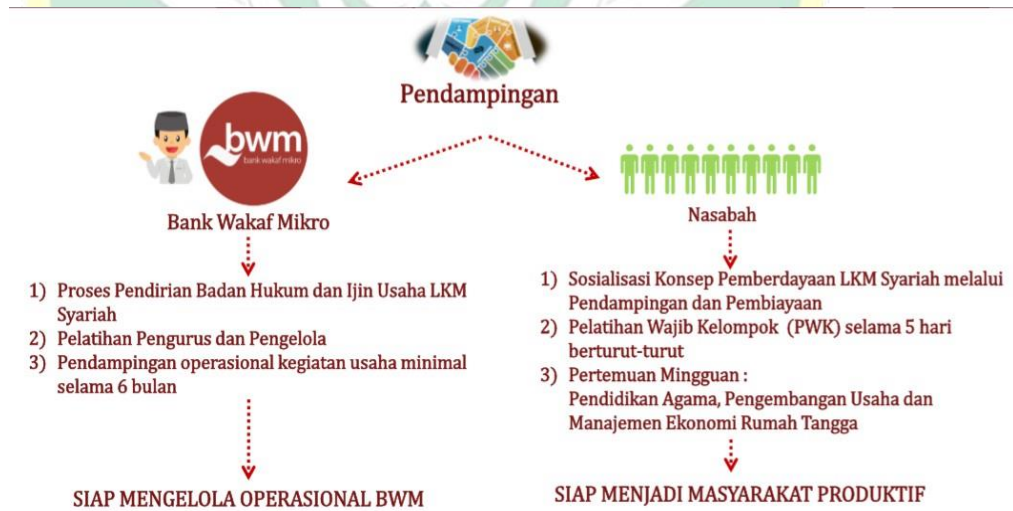 Pendampingan
bwm
bank wakaf mikro
Bank Wakaf Mikro
1) Proses Pendirian Badan Hukum dan Ijin Usaha LKM
Syariah
2) Pelatihan Pengurus dan Pengelola
3) Pendampingan operasional kegiatan usaha minimal
selama 6 bulan
SIAP MENGELOLA OPERASIONAL BWM
Nasabah
1) Sosialisasi Konsep Pemberdayaan LKM Syariah melalui
Pendampingan dan Pembiayaan
2) Pelatihan Wajib Kelompok (PWK) selama 5 hari
berturut-turut
3) Pertemuan Mingguan :
Pendidikan Agama, Pengembangan Usaha dan
Manajemen Ekonomi Rumah Tangga
SIAP MENJADI MASYARAKAT PRODUKTIF